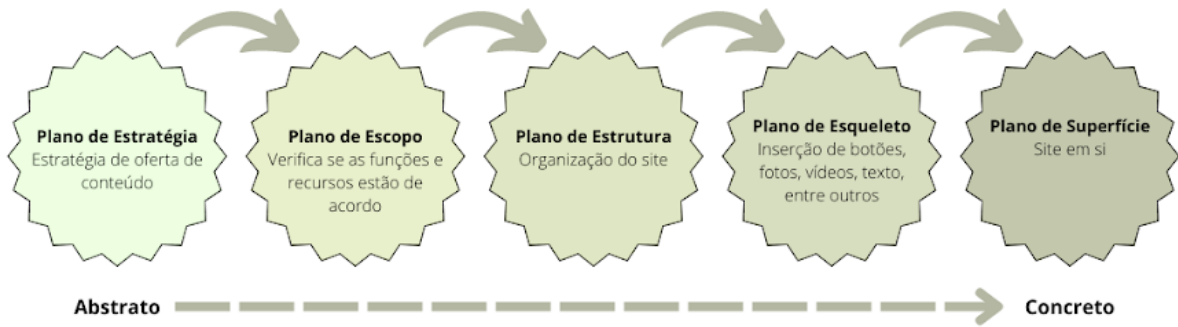 Plano de Estratégia
Estratégia de oferta de
conteúdo
Plano de Escopo
Verifica se as funções e
recursos estão de
acordo
Plano de Estrutura
Organização do site
Plano de Esqueleto
Inserção de botões,
fotos, vídeos, texto,
entre outros
Plano de Superfície
Site em si
Abstrato
Concreto